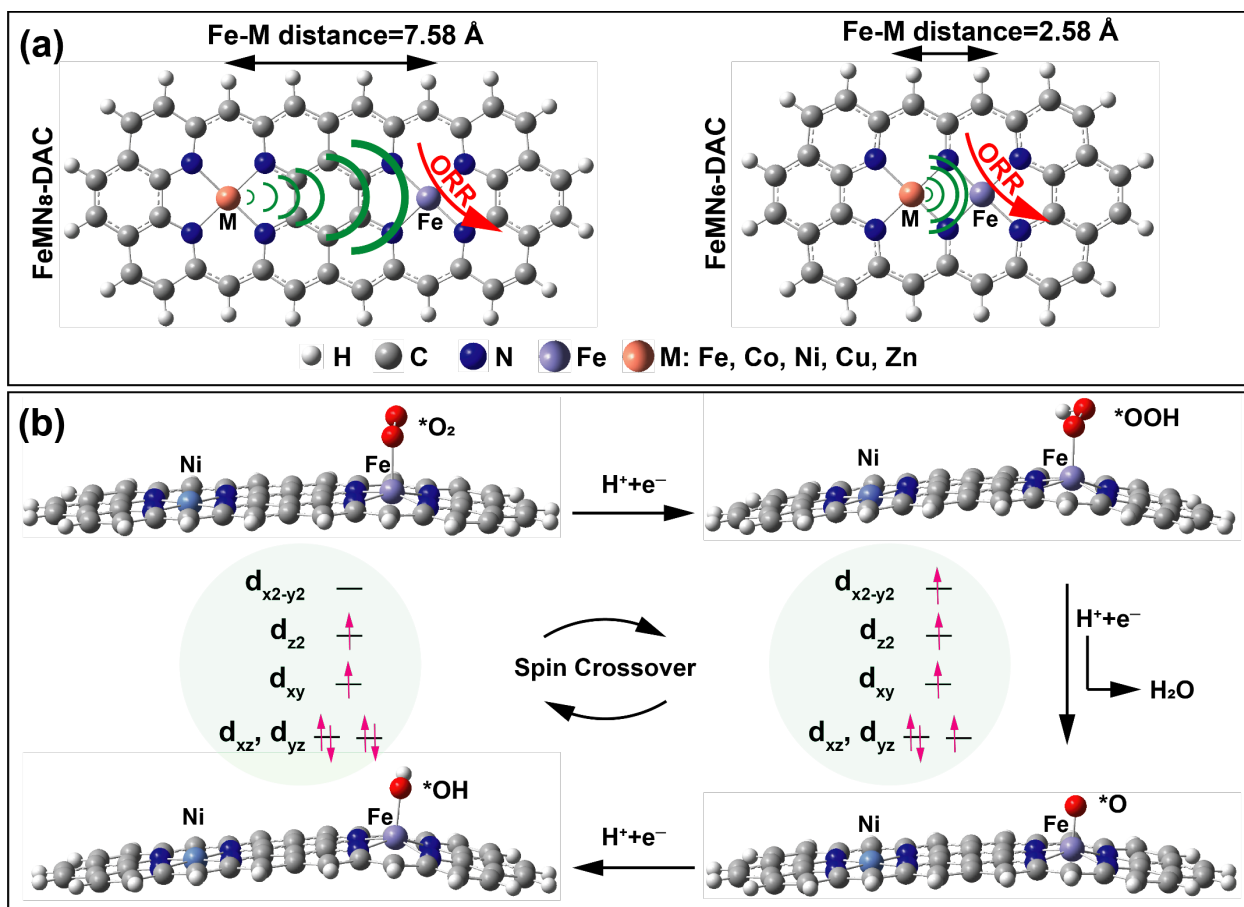 (a)
Fe-M distance=7.58 Å
Fe-M distance=2.58 Å
FeMN₈-DAC
ORR
M
Fe
FeMN₆-DAC
ORR
M
Fe
H C N Fe M: Fe, Co, Ni, Cu, Zn
(b)
*O₂
Ni
Fe
H⁺+e⁻
*OOH
Ni
Fe
dx2-y2
dz2
dxy
dxz, dyz
Spin Crossover
dx2-y2
dz2
dxy
dxz, dyz
H⁺+e⁻
H₂O
*OH
Ni
Fe
H⁺+e⁻
*O
Ni
Fe